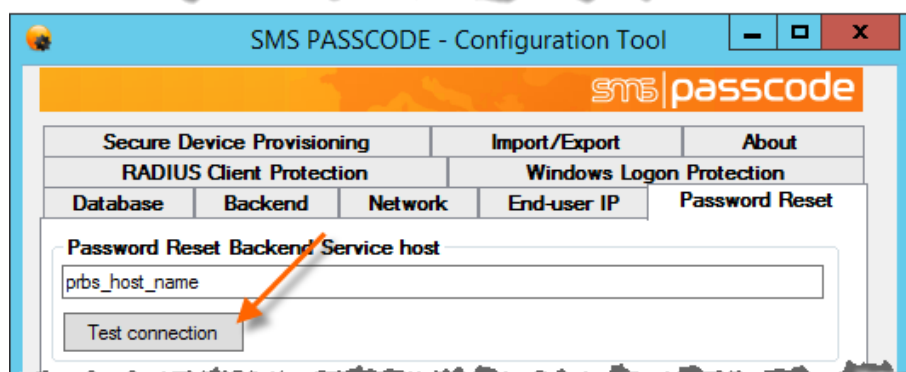 SMS PASSCODE - Configuration Tool
sms|passcode
Secure Device Provisioning Import/Export About
RADIUS Client Protection Windows Logon Protection
Database Backend Network End-user IP Password Reset
Password Reset Backend Service host
prbs_host_name
Test connection